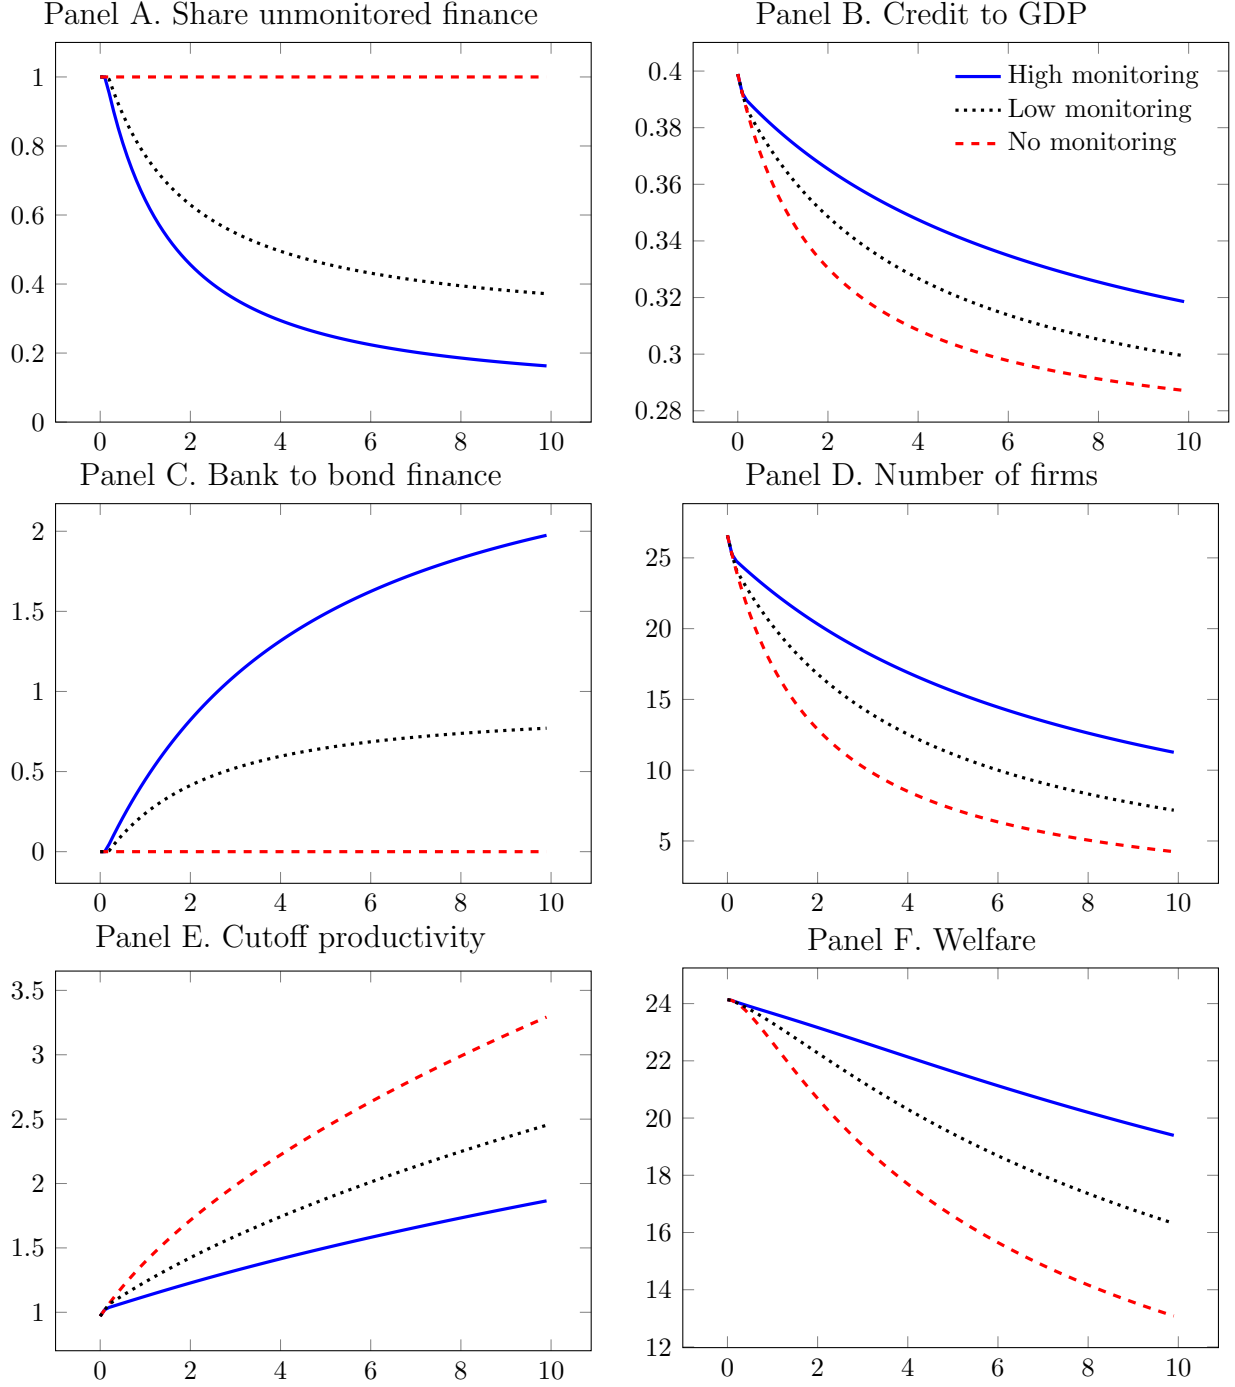 Panel A. Share unmonitored finance
1
0.8
0.6
0.4
0.2
0
0 2 4 6 8 10
Panel B. Credit to GDP
0.4
0.38
0.36
0.34
0.32
0.3
0.28
High monitoring
Low monitoring
No monitoring
0 2 4 6 8 10
Panel C. Bank to bond finance
2
1.5
1
0.5
0
0 2 4 6 8 10
Panel D. Number of firms
25
20
15
10
5
0 2 4 6 8 10
Panel E. Cutoff productivity
3.5
3
2.5
2
1.5
1
0 2 4 6 8 10
Panel F. Welfare
24
22
20
18
16
14
12
0 2 4 6 8 10